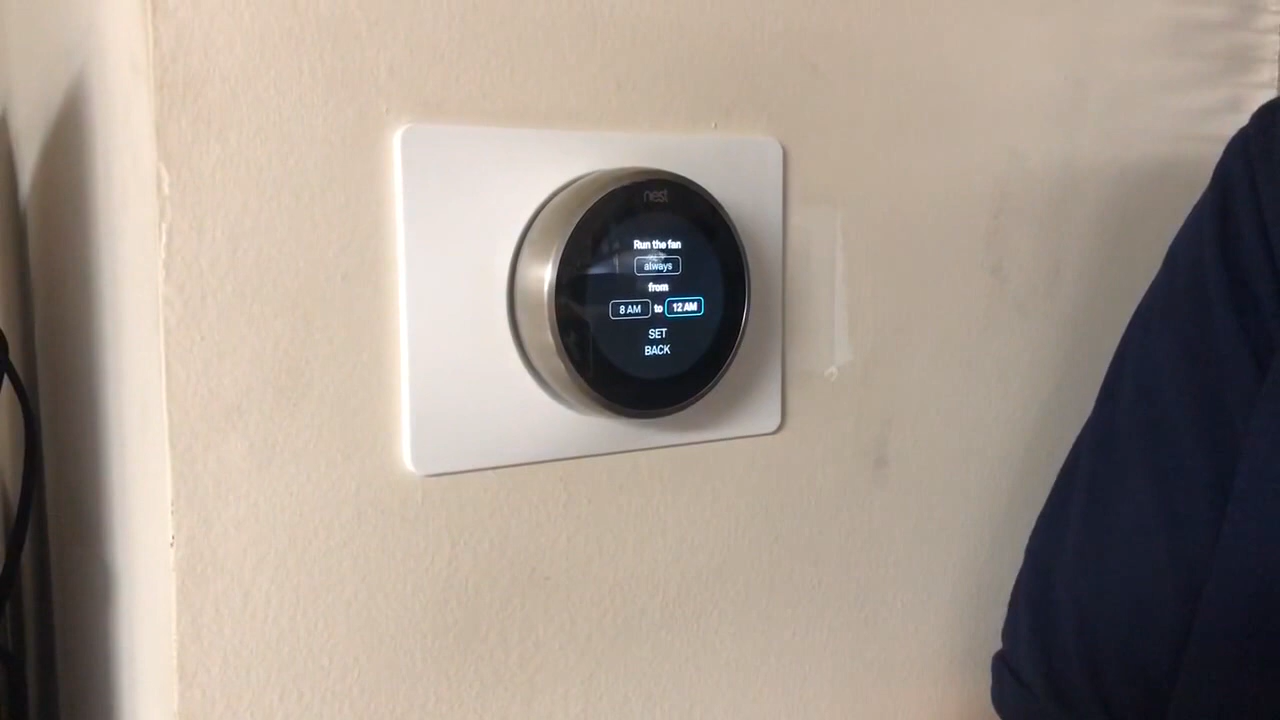 nest
Run the fan
always
from
8 AM to 12 AM
SET
BACK